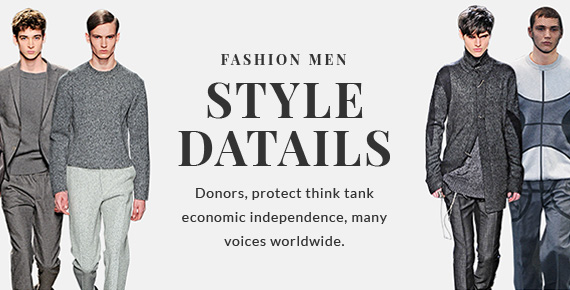 FASHION MEN
STYLE
DATAILS
Donors, protect think tank
economic independence, many
voices worldwide.